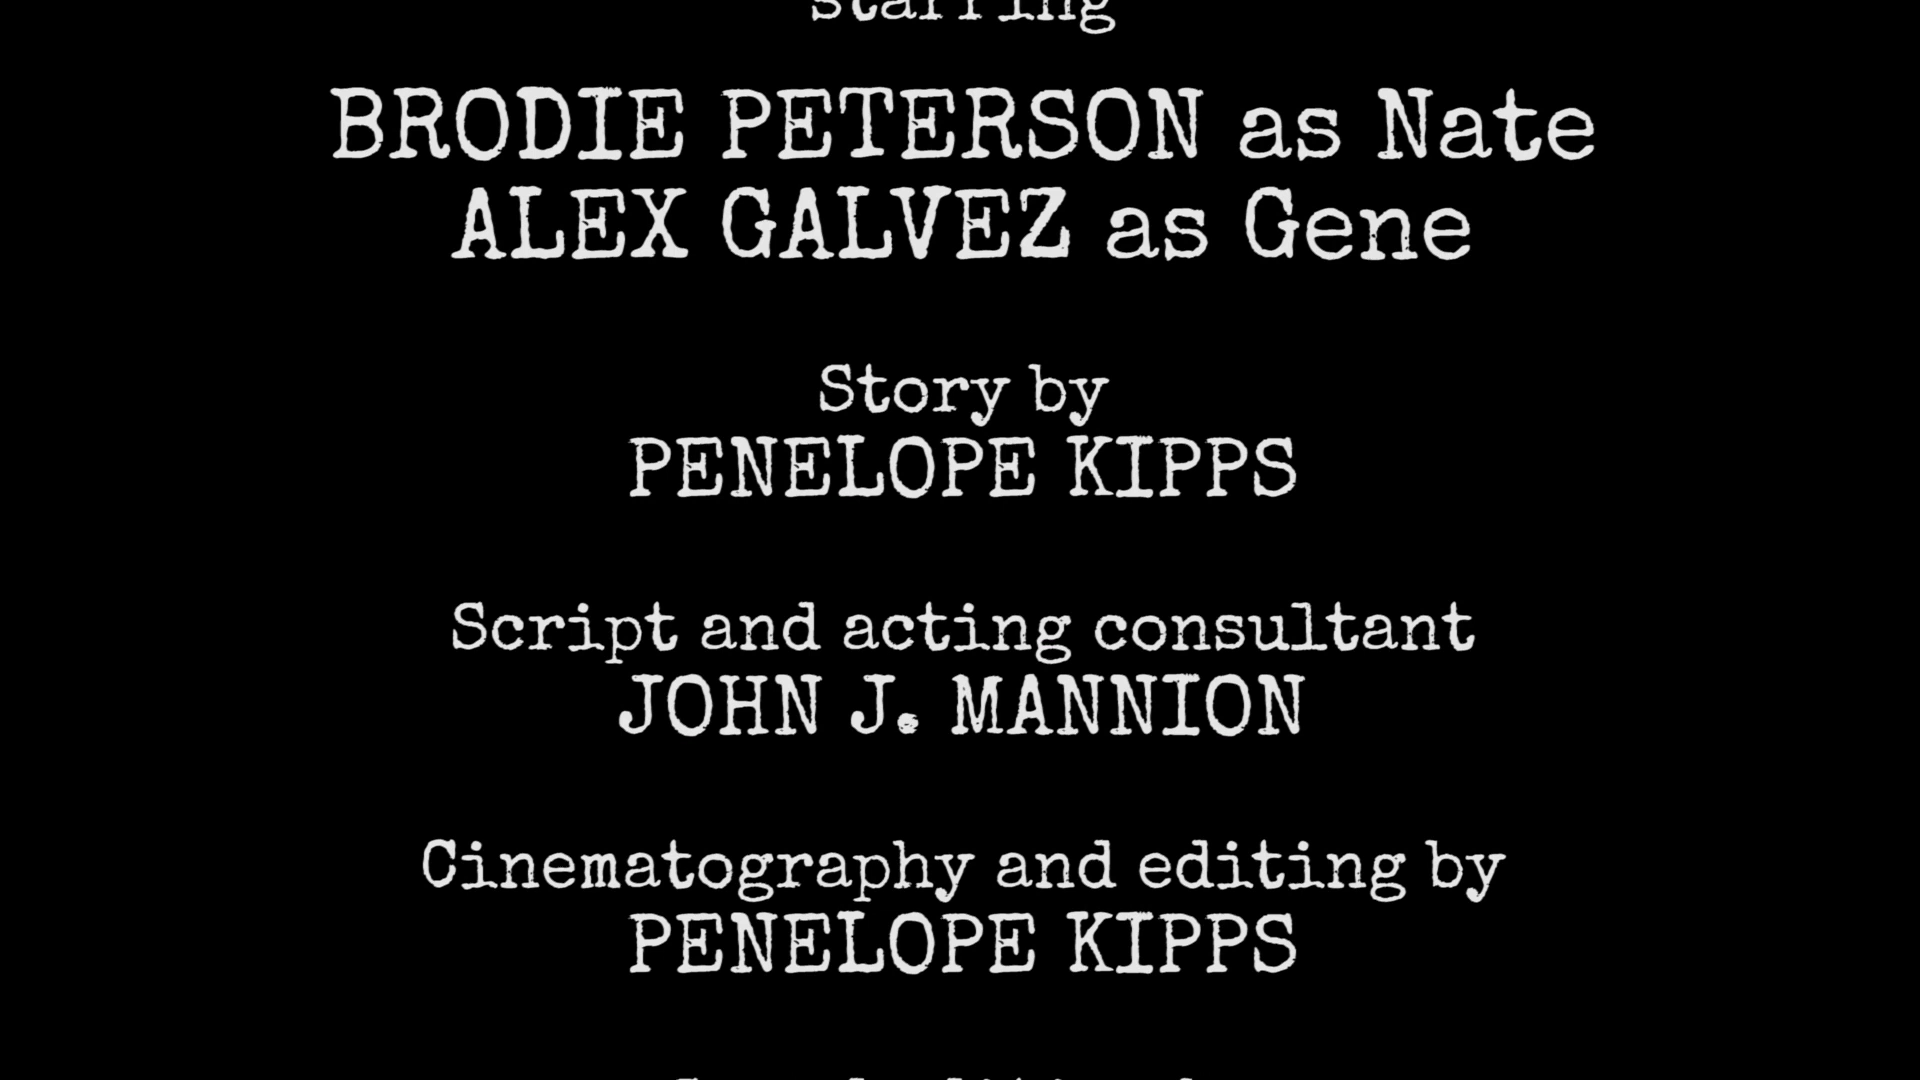 starring
BRODIE PETERSON as Nate
ALEX GALVEZ as Gene
Story by
PENELOPE KIPPS
Script and acting consultant
JOHN J. MANNION
Cinematography and editing by
PENELOPE KIPPS